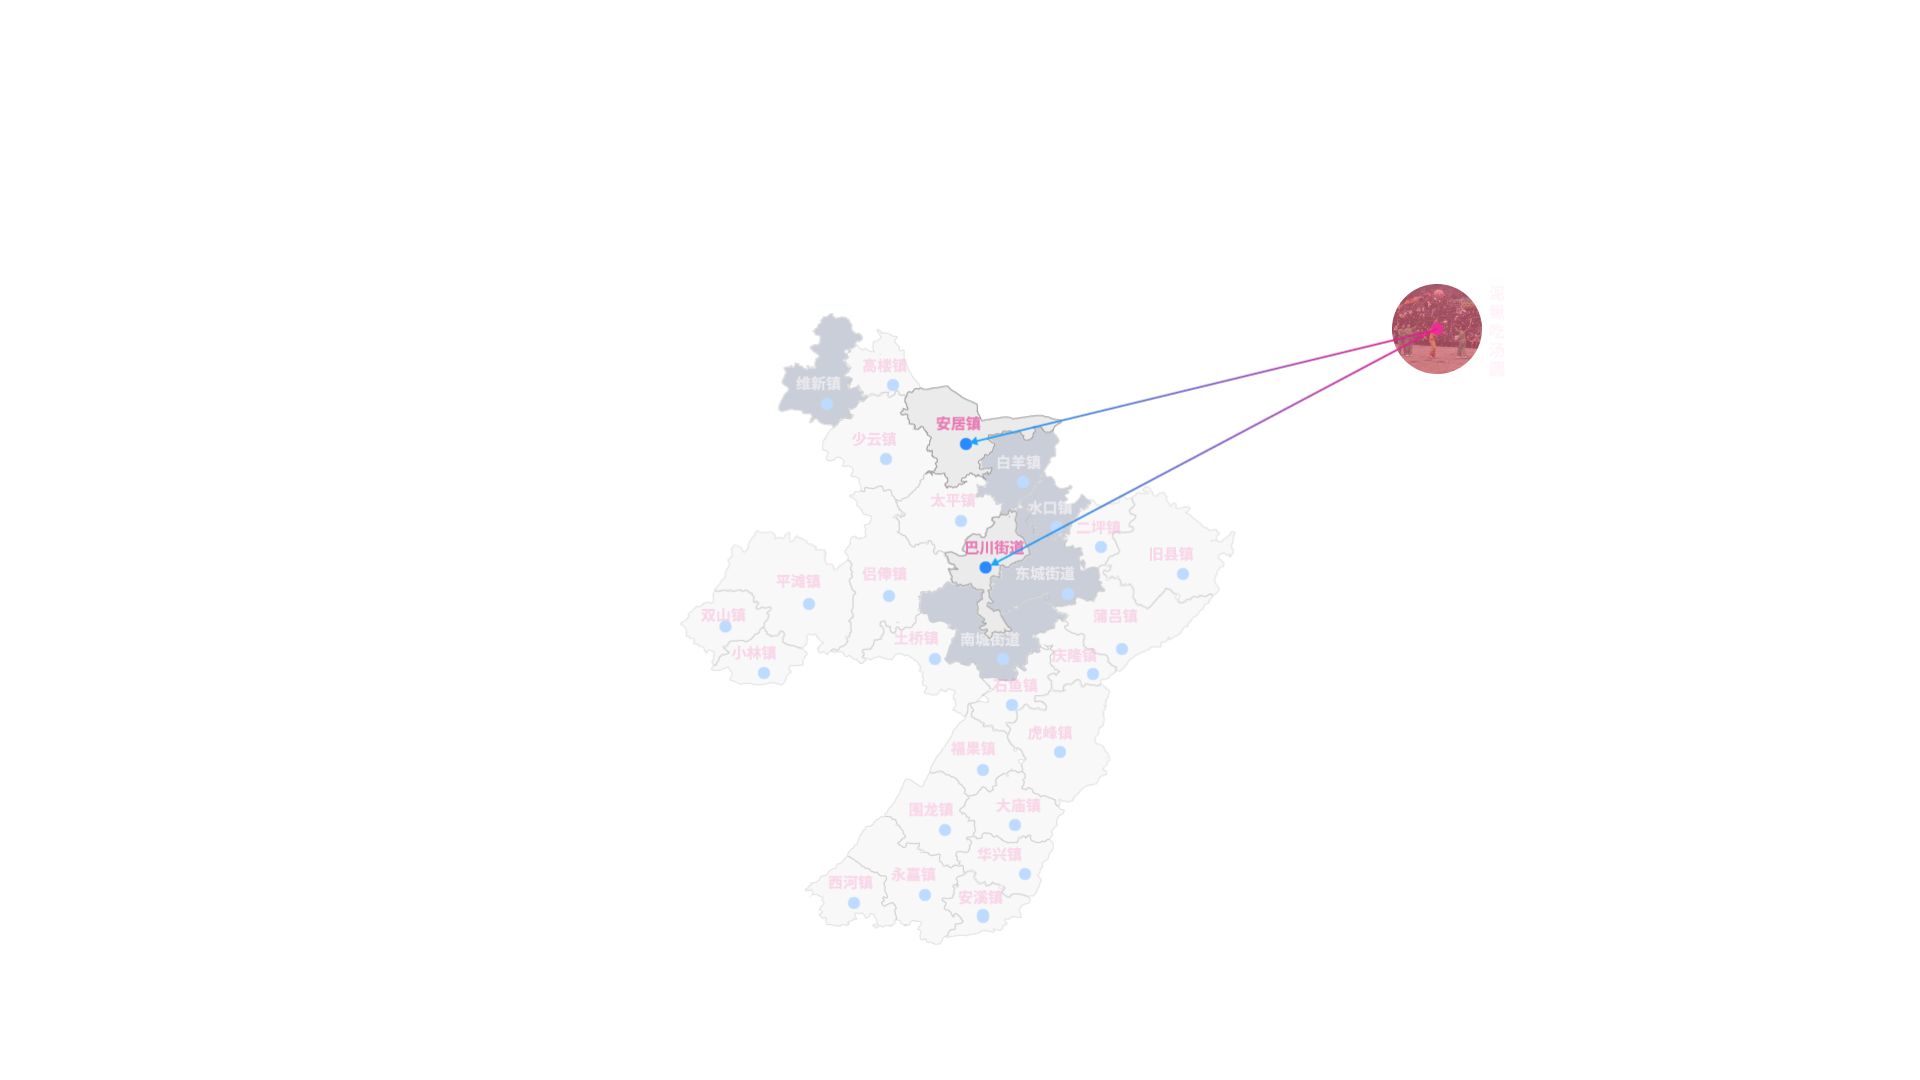 高楼镇
维新镇
安居镇
少云镇
白羊镇
太平镇
水口镇
二坪镇
巴川街道
旧县镇
侣俸镇
东城街道
平滩镇
双山镇
蒲吕镇
土桥镇
南城街道
小林镇
庆隆镇
石鱼镇
虎峰镇
福果镇
围龙镇
大庙镇
华兴镇
永嘉镇
西河镇
安溪镇